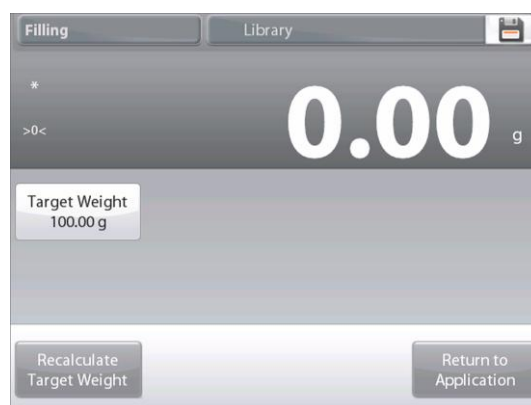 Filling Library
*
>0<
0.00 g
Target Weight
100.00 g
Recalculate
Target Weight
Return to
Application